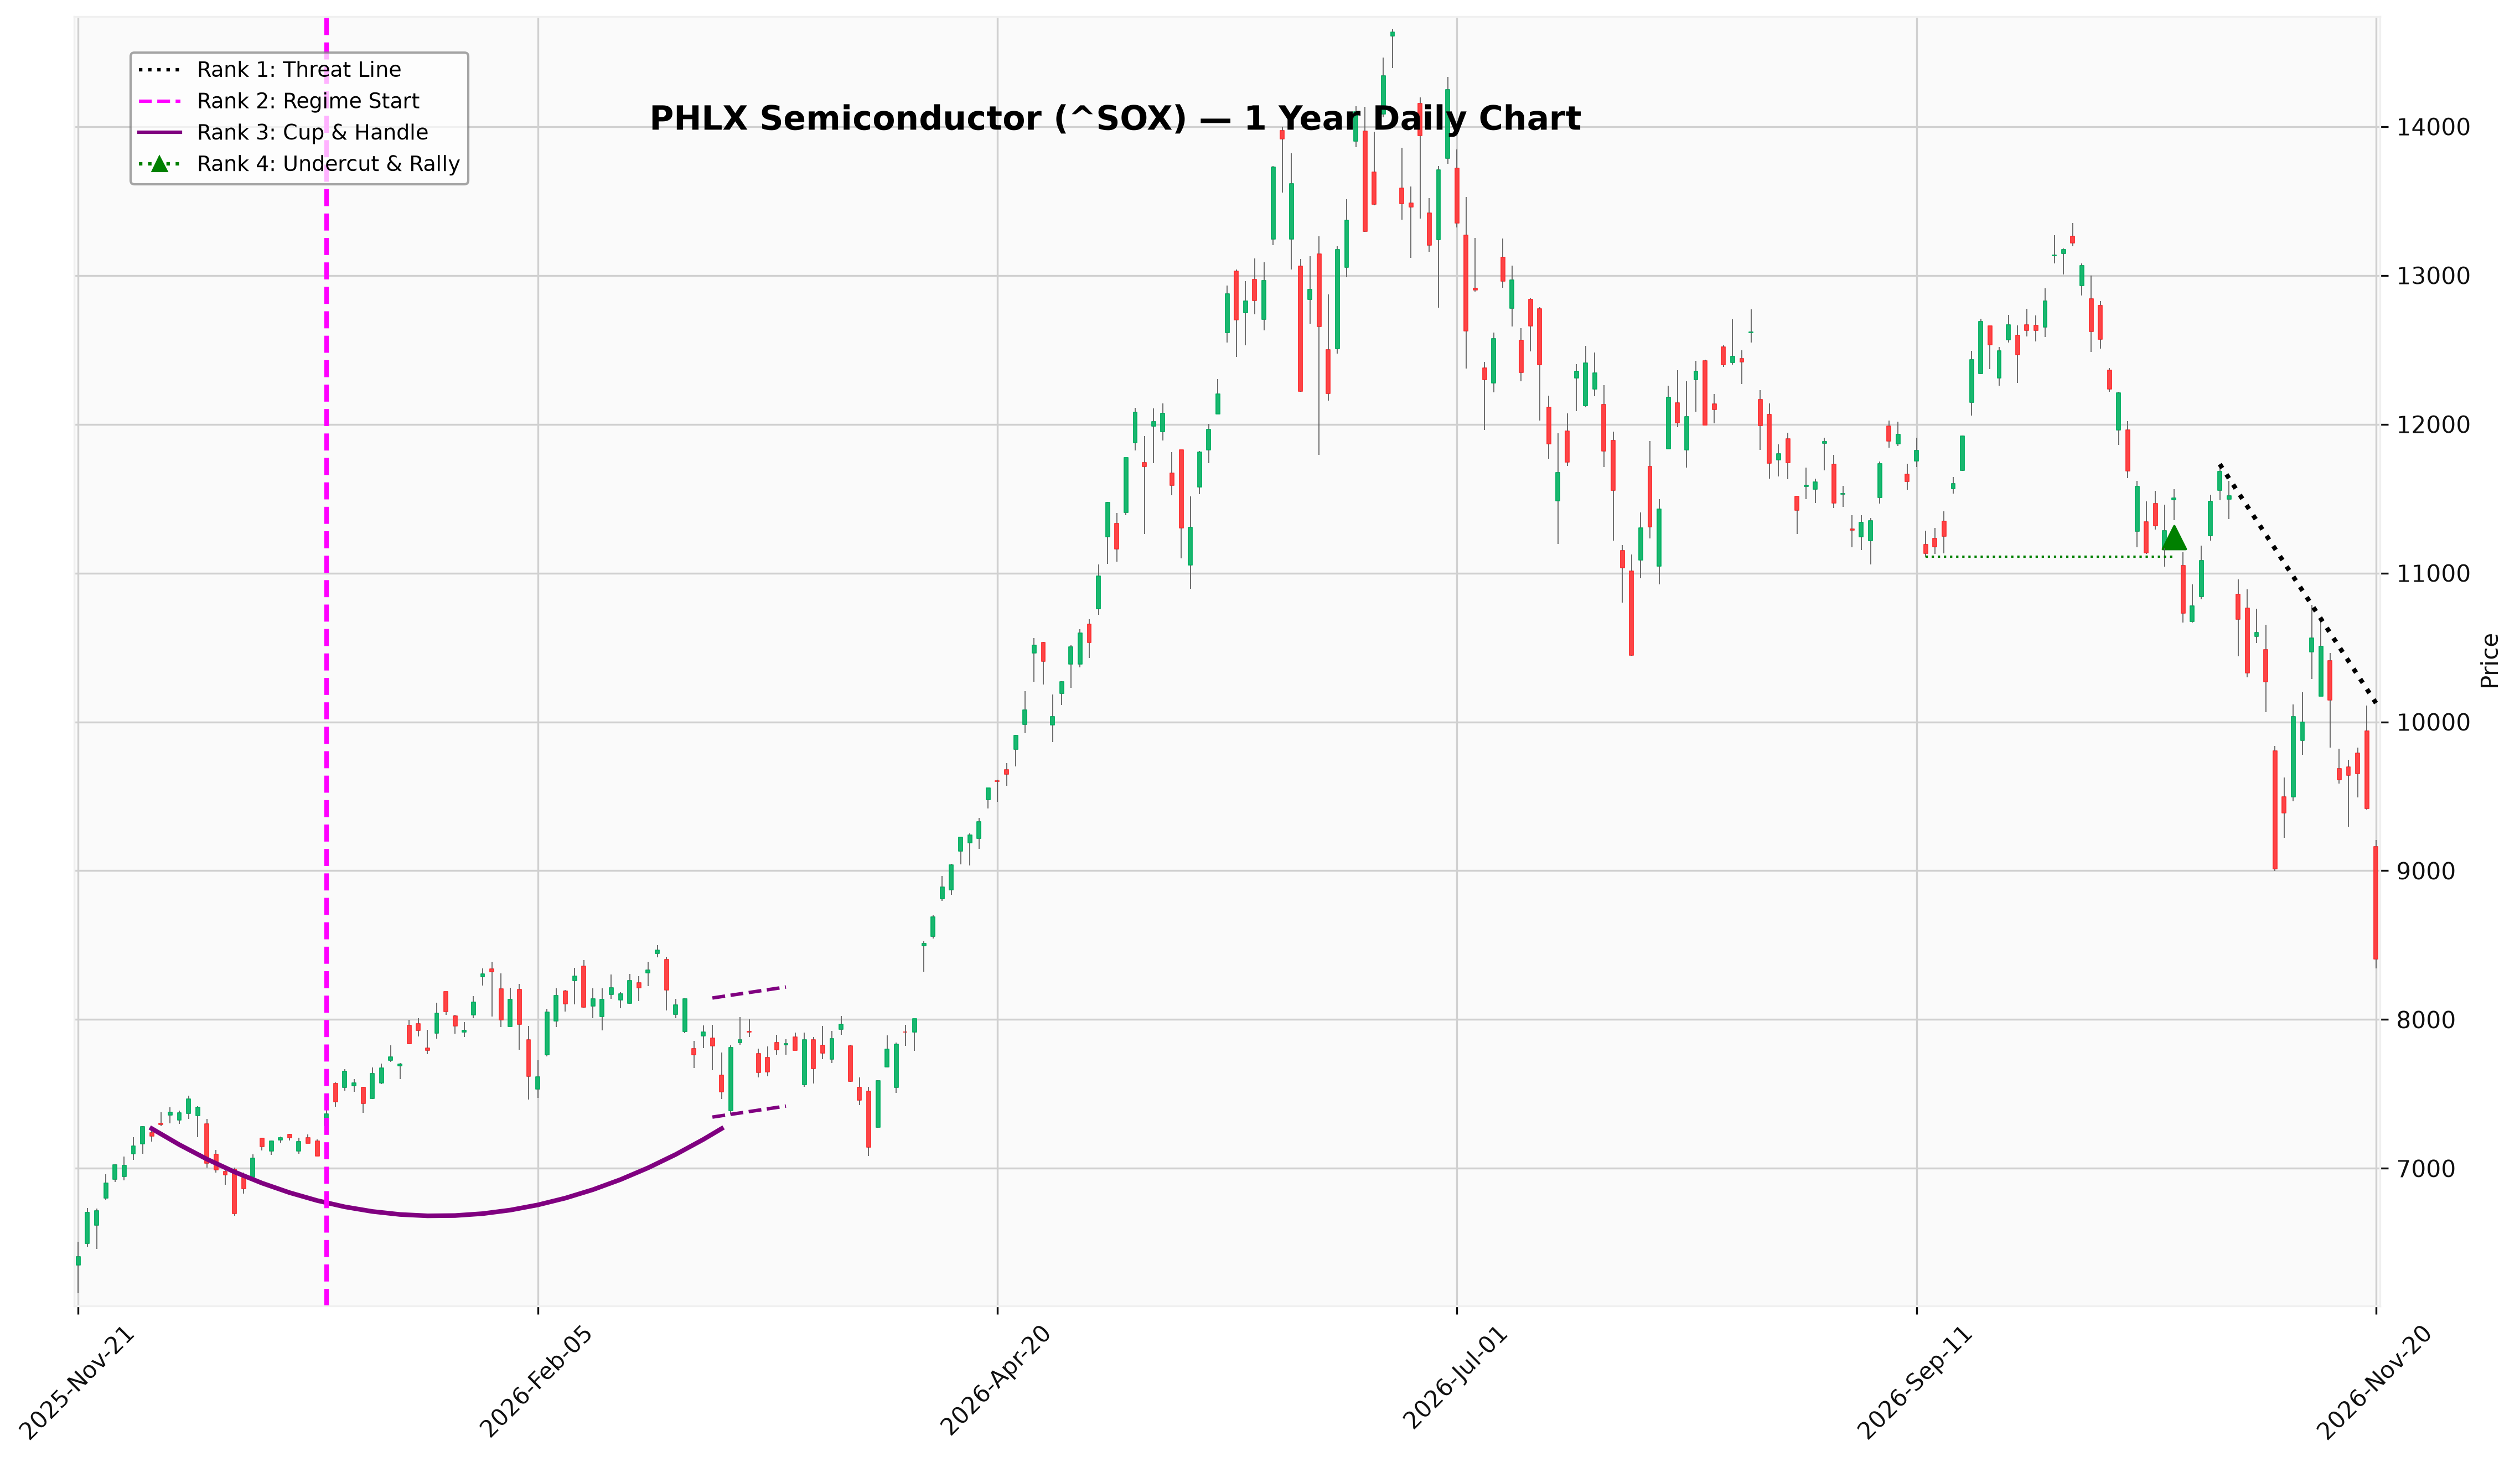 Rank 1: Threat Line
Rank 2: Regime Start
Rank 3: Cup & Handle
Rank 4: Undercut & Rally
PHLX Semiconductor (^SOX) — 1 Year Daily Chart
14000
13000
12000
11000
10000
9000
8000
7000
Price
2025-Nov-21
2026-Feb-05
2026-Apr-20
2026-Jul-01
2026-Sep-11
2026-Nov-20